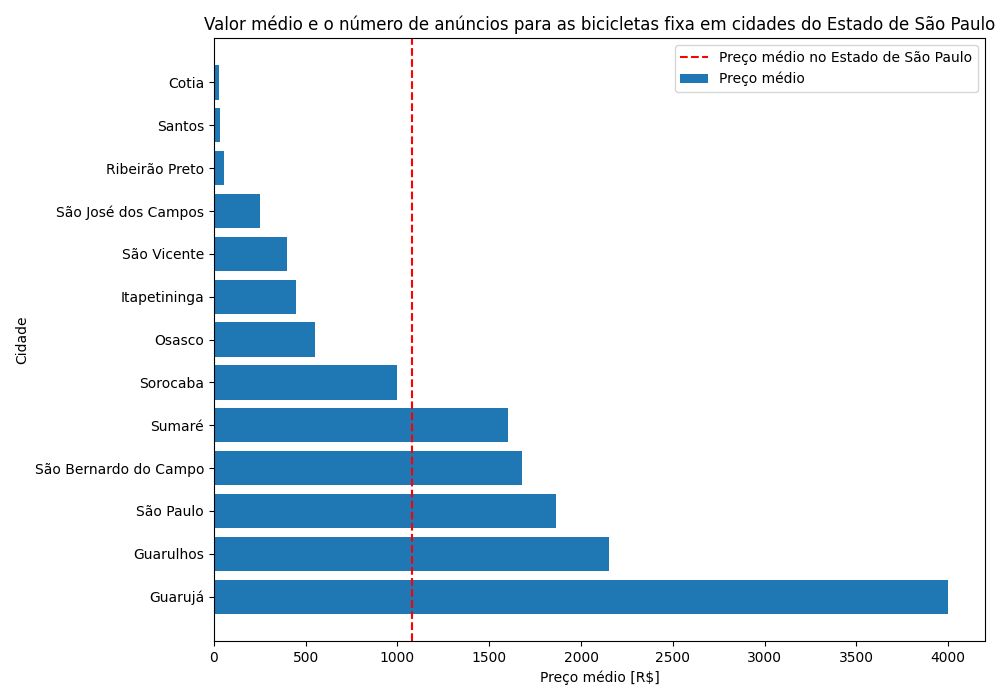 Valor médio e o número de anúncios para as bicicletas fixa em cidades do Estado de São Paulo
Preço médio no Estado de São Paulo
Preço médio
Cidade
Cotia
Santos
Ribeirão Preto
São José dos Campos
São Vicente
Itapetininga
Osasco
Sorocaba
Sumaré
São Bernardo do Campo
São Paulo
Guarulhos
Guarujá
0 500 1000 1500 2000 2500 3000 3500 4000
Preço médio [R$]